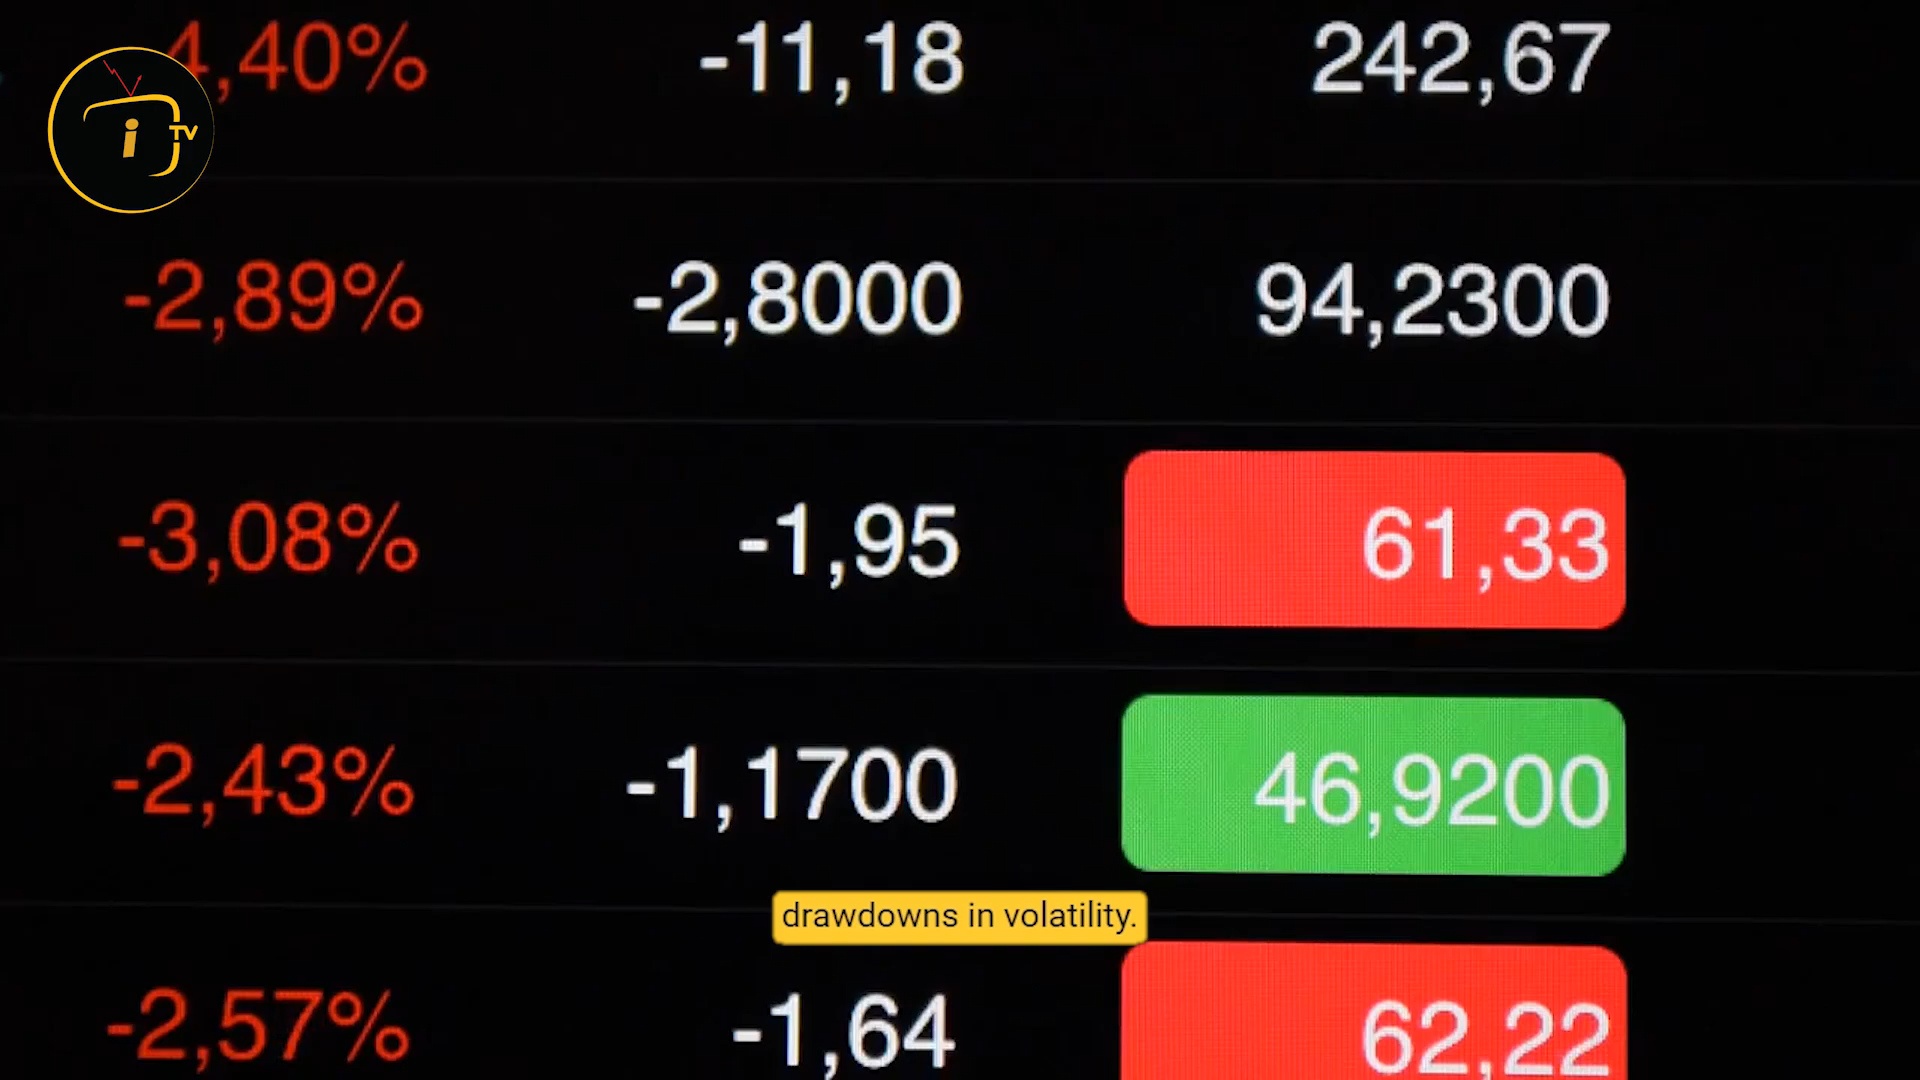 4,40% -11,18 242,67
i TV
-2,89% -2,8000 94,2300
-3,08% -1,95 61,33
-2,43% -1,1700 46,9200
drawdowns in volatility.
-2,57% -1,64 62,22